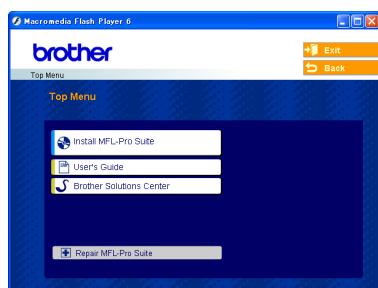 Macromedia Flash Player 6
brother
Exit
Back
Top Menu
Top Menu
Install MFL-Pro Suite
User's Guide
Brother Solutions Center
Repair MFL-Pro Suite